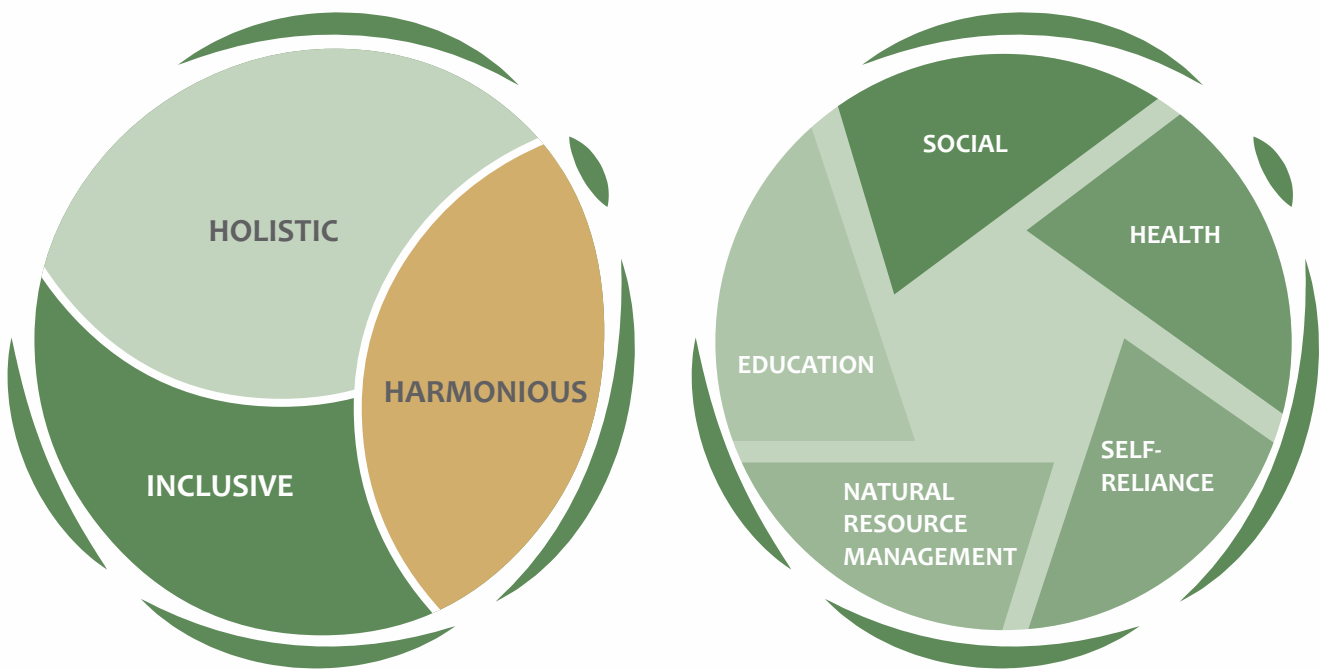 HOLISTIC
HARMONIOUS
INCLUSIVE
SOCIAL
HEALTH
EDUCATION
SELF-
RELIANCE
NATURAL
RESOURCE
MANAGEMENT